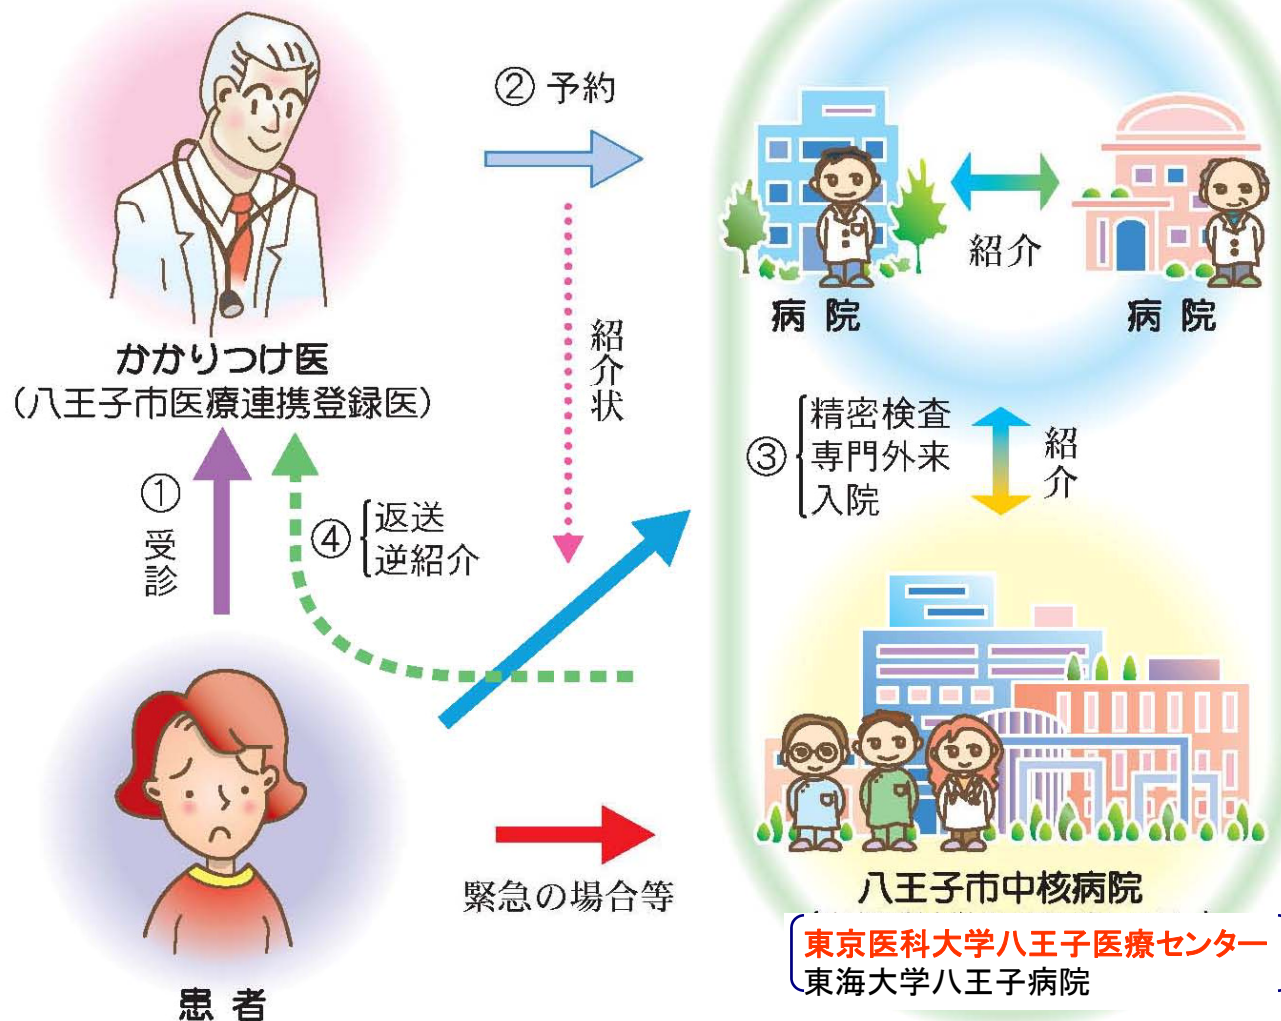 ② 予約
紹介
病院
病院
かかりつけ医
（八王子市医療連携登録医）
紹介状
③
精密検査
専門外来
入院
紹介
①
受診
④
返送
逆紹介
緊急の場合等
八王子市中核病院
東京医科大学八王子医療センター
東海大学八王子病院
患者